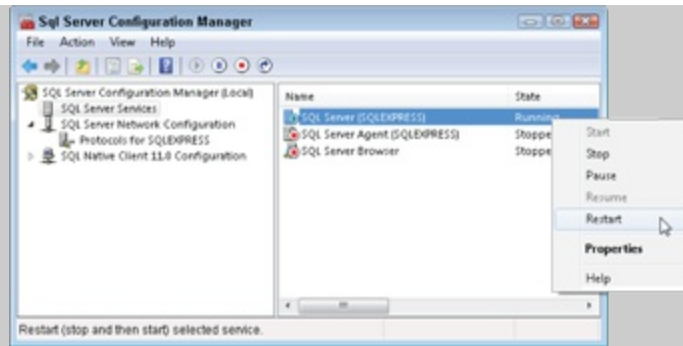 Sql Server Configuration Manager
File Action View Help
SQL Server Configuration Manager (Local)
SQL Server Services
SQL Server Network Configuration
Protocols for SQLEXPRESS
SQL Native Client 11.0 Configuration
Name State
SQL Server (SQLEXPRESS) Running
SQL Server Agent (SQLEXPRESS) Stoppe
SQL Server Browser Stoppe
Start
Stop
Pause
Resume
Restart
Properties
Help
Restart (stop and then start) selected service.